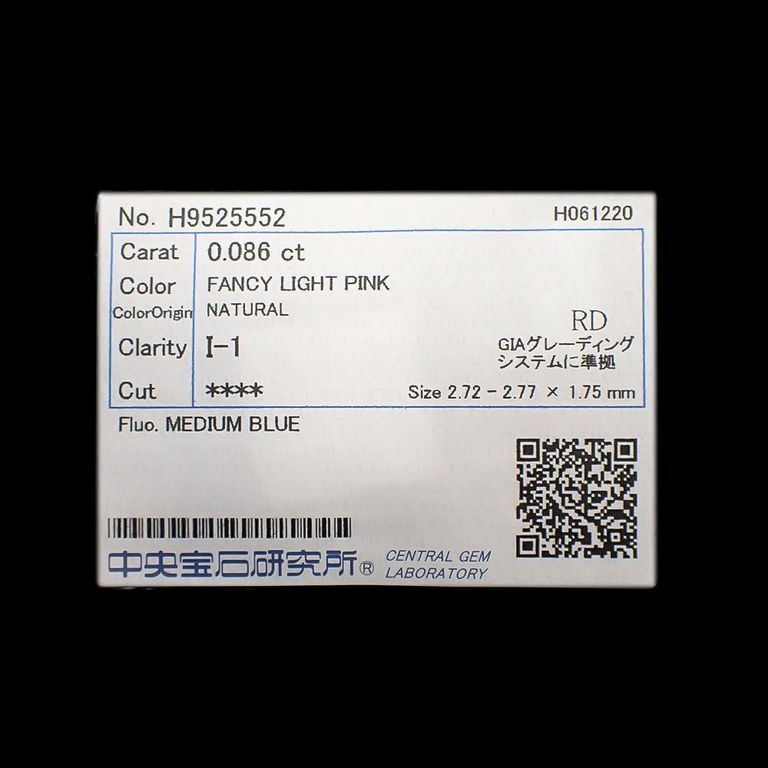 No. H9525552 H061220
Carat 0.086 ct
Color FANCY LIGHT PINK
ColorOrigin NATURAL
RD
Clarity I-1 GIAグレーディング
システムに準拠
Cut **** Size 2.72 - 2.77 × 1.75 mm
Fluo. MEDIUM BLUE
中央宝石研究所® CENTRAL GEM
LABORATORY